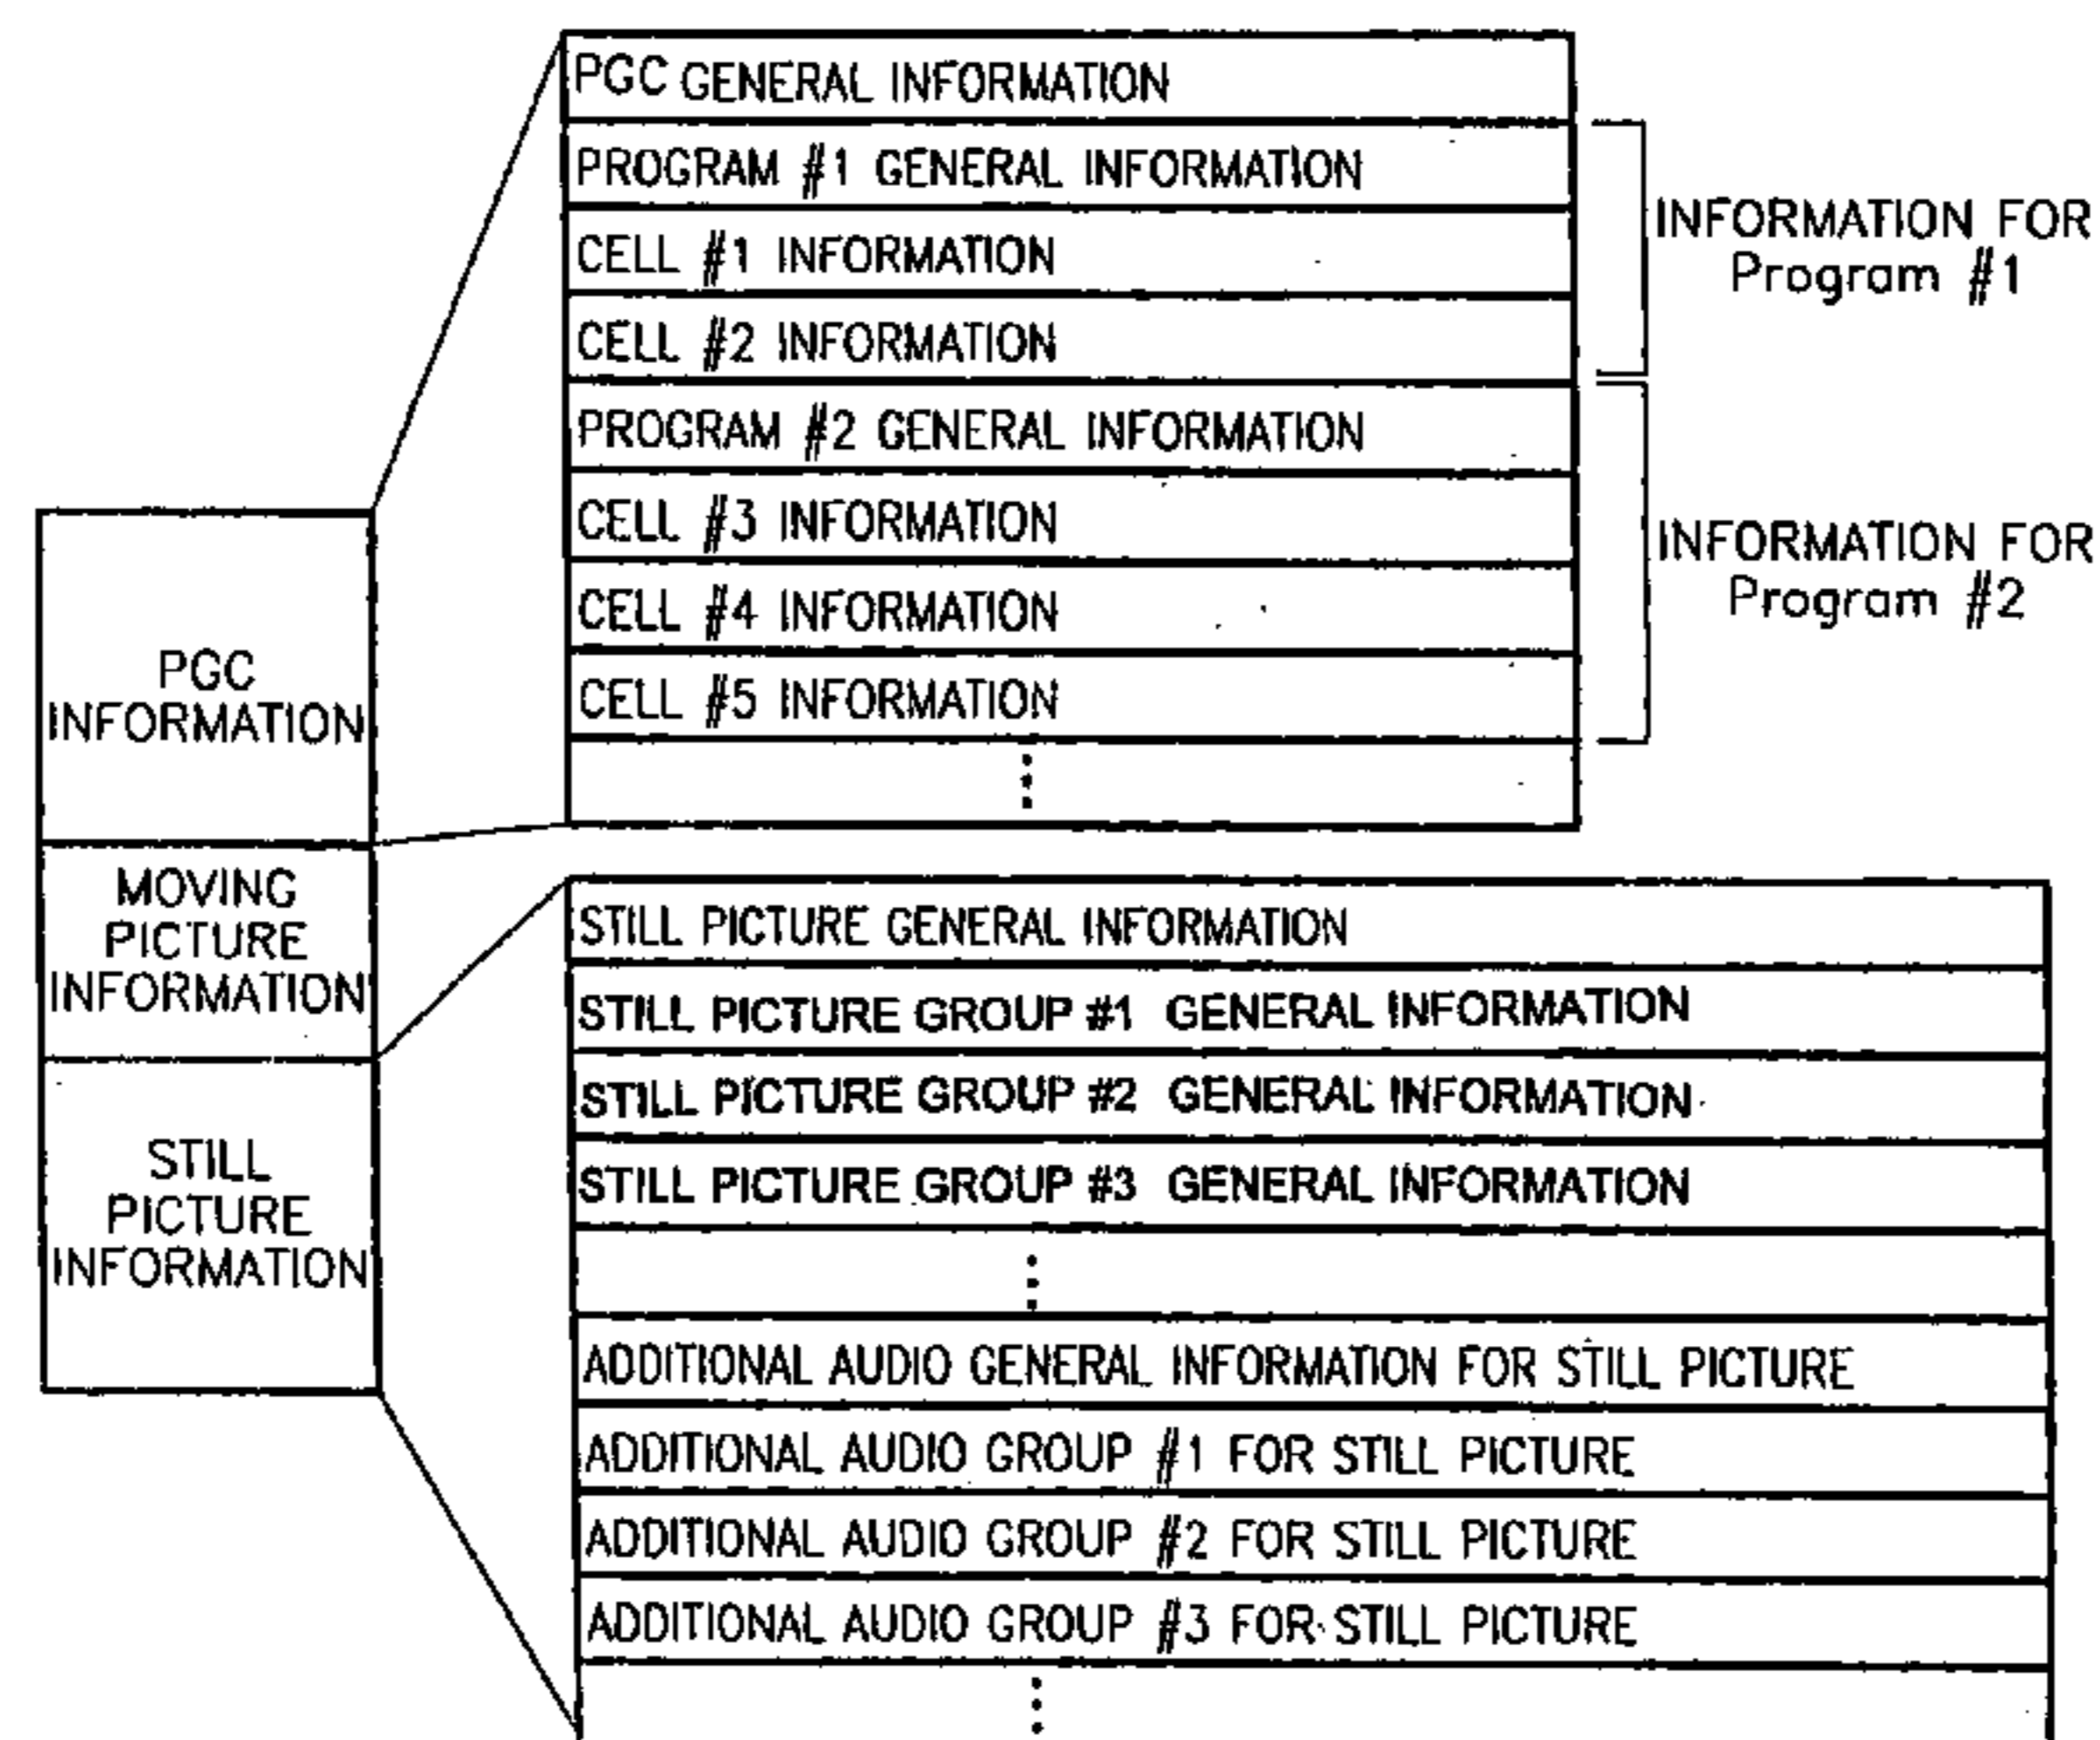 PGC GENERAL INFORMATION
PROGRAM #1 GENERAL INFORMATION
CELL #1 INFORMATION
CELL #2 INFORMATION
PROGRAM #2 GENERAL INFORMATION
CELL #3 INFORMATION
CELL #4 INFORMATION
CELL #5 INFORMATION
INFORMATION FOR
Program #1
INFORMATION FOR
Program #2
PGC
INFORMATION
MOVING
PICTURE
INFORMATION
STILL
PICTURE
INFORMATION
STILL PICTURE GENERAL INFORMATION
STILL PICTURE GROUP #1 GENERAL INFORMATION
STILL PICTURE GROUP #2 GENERAL INFORMATION
STILL PICTURE GROUP #3 GENERAL INFORMATION
ADDITIONAL AUDIO GENERAL INFORMATION FOR STILL PICTURE
ADDITIONAL AUDIO GROUP #1 FOR STILL PICTURE
ADDITIONAL AUDIO GROUP #2 FOR STILL PICTURE
ADDITIONAL AUDIO GROUP #3 FOR STILL PICTURE